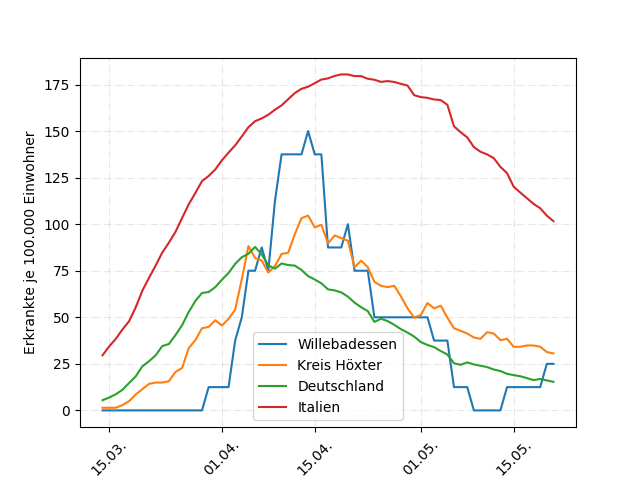 Erkrankte je 100.000 Einwohner
175
150
125
100
75
50
25
0
Willebadessen
Kreis Höxter
Deutschland
Italien
15.03.
01.04.
15.04.
01.05.
15.05.